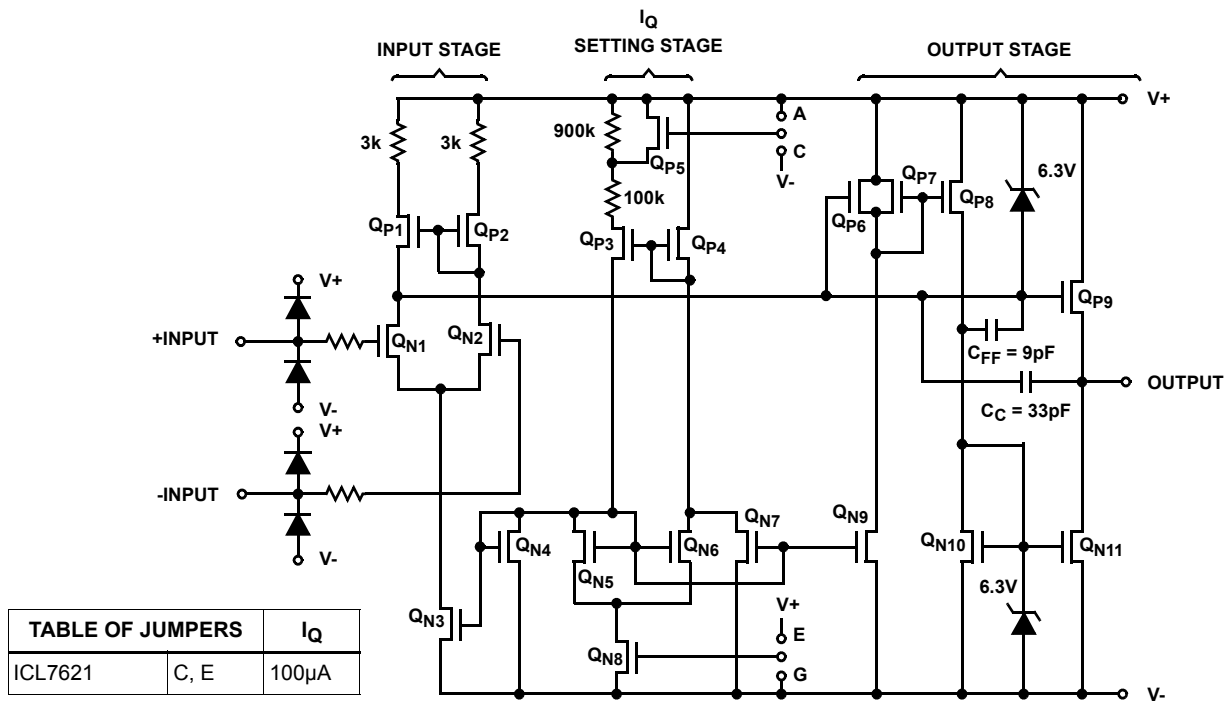 IQ
INPUT STAGE
SETTING STAGE
OUTPUT STAGE
V+
A
900k
3k
3k
C
QP5
V-
6.3V
QP7
QP8
100k
QP6
QP1
QP2
QP3
QP4
V+
QP9
QN1
QN2
+INPUT
CFF = 9pF
OUTPUT
V-
CC = 33pF
V+
-INPUT
QN7
QN9
QN4
QN6
QN10
QN11
V-
QN5
6.3V
V+
QN3
E
TABLE OF JUMPERS IQ
QN8
G
ICL7621 C, E 100µA
V-